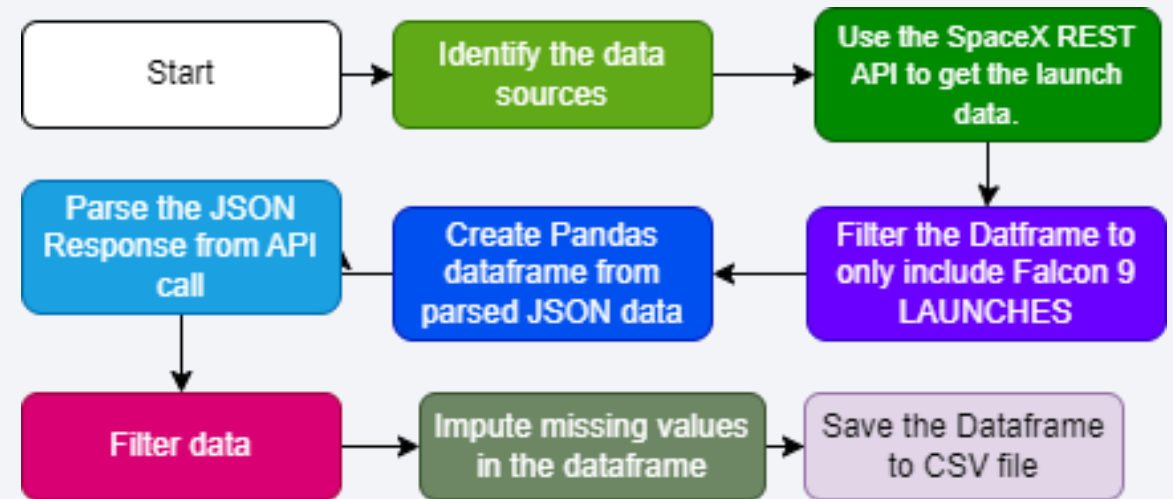 Start
Identify the data
sources
Use the SpaceX REST
API to get the launch
data.
Filter the Datframe to
only include Falcon 9
LAUNCHES
Create Pandas
dataframe from
parsed JSON data
Parse the JSON
Response from API
call
Filter data
Impute missing values
in the dataframe
Save the Dataframe
to CSV file